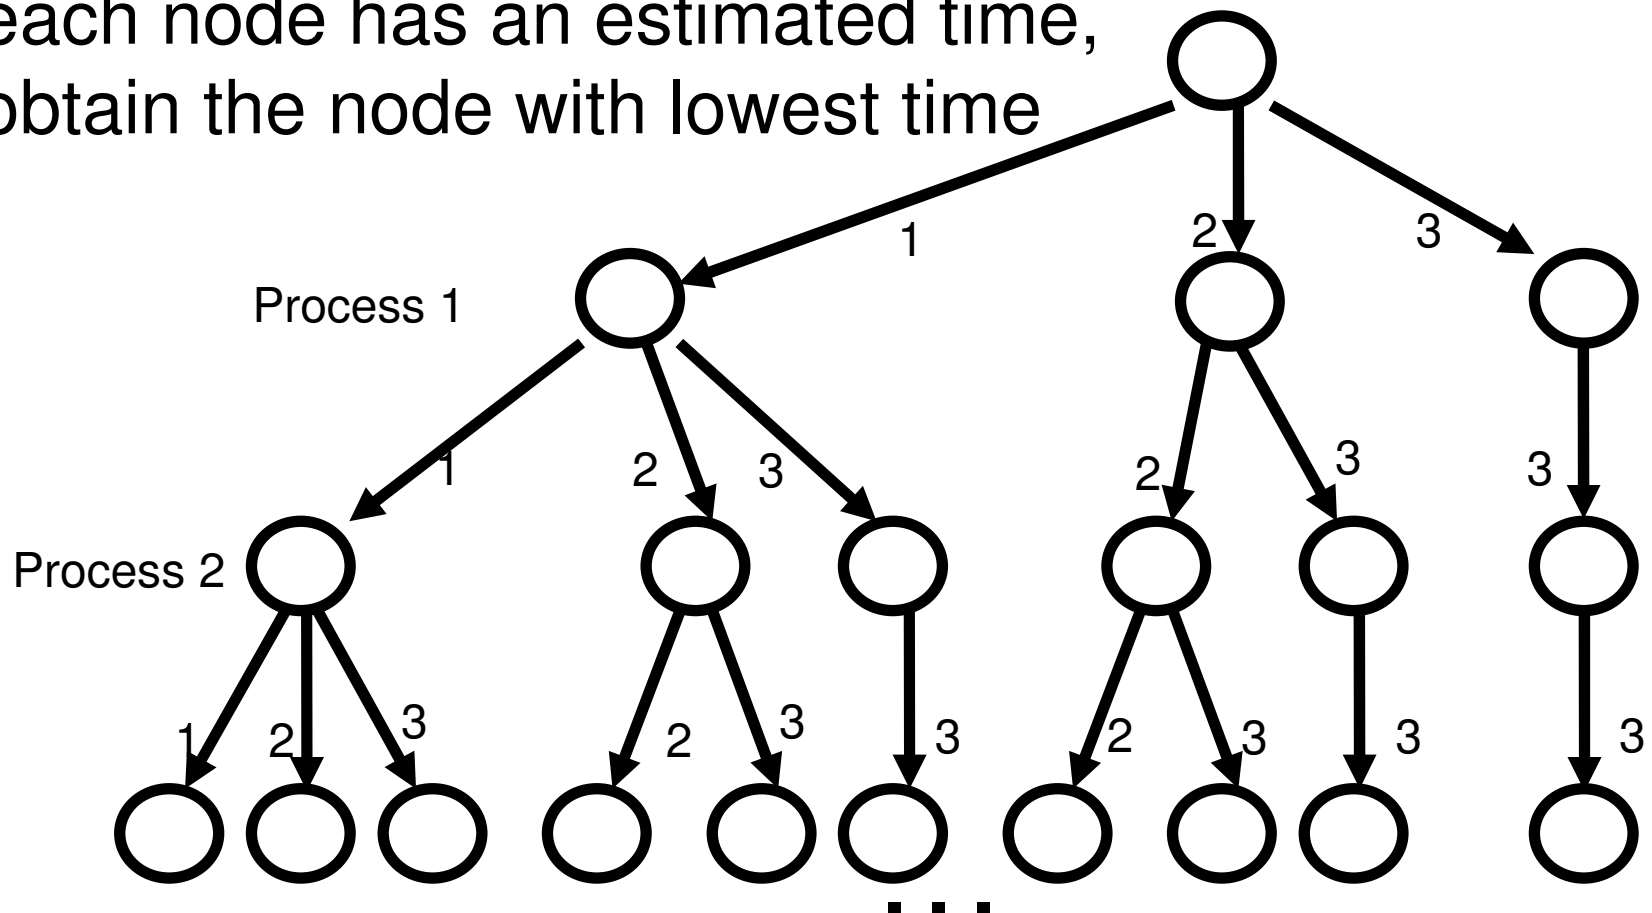 each node has an estimated time,
obtain the node with lowest time
1 2 3
Process 1
1 2 3 2 3 3
Process 2
1 2 3 2 3 3 2 3 3 3
...